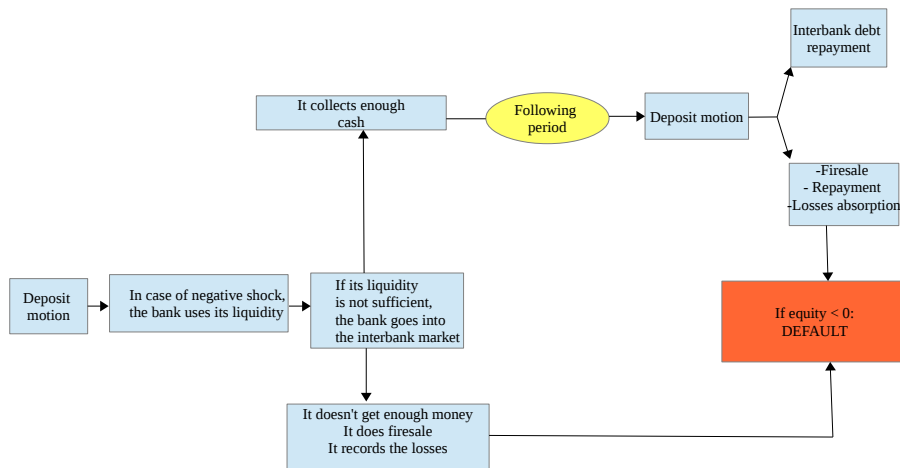 Interbank debt
repayment
It collects enough
cash
Following
period
Deposit motion
-Firesale
- Repayment
-Losses absorption
Deposit
motion
In case of negative shock,
the bank uses its liquidity
If its liquidity
is not sufficient,
the bank goes into
the interbank market
If equity < 0:
DEFAULT
It doesn't get enough money
It does firesale
It records the losses